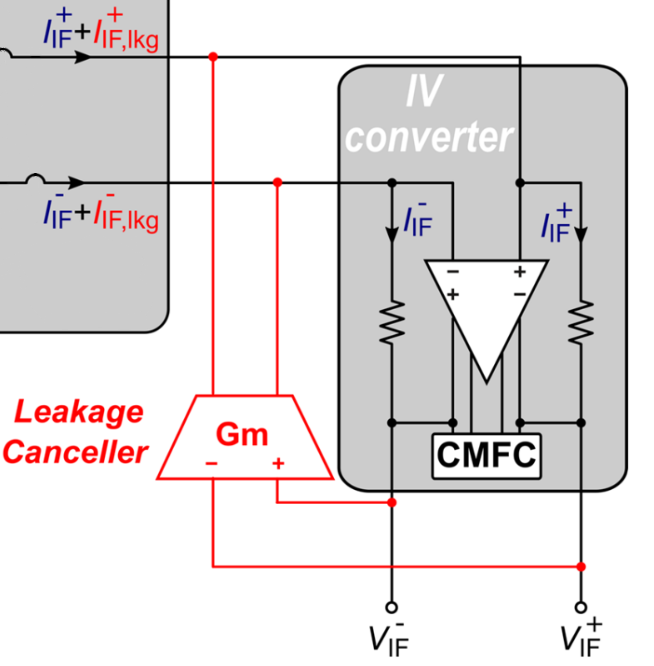 I⁺IF+I⁺IF,lkg
IV
converter
I⁻IF+I⁻IF,lkg
I⁻IF
I⁺IF
− +
+ −
Leakage
Canceller
Gm
− +
CMFC
V⁻IF
V⁺IF